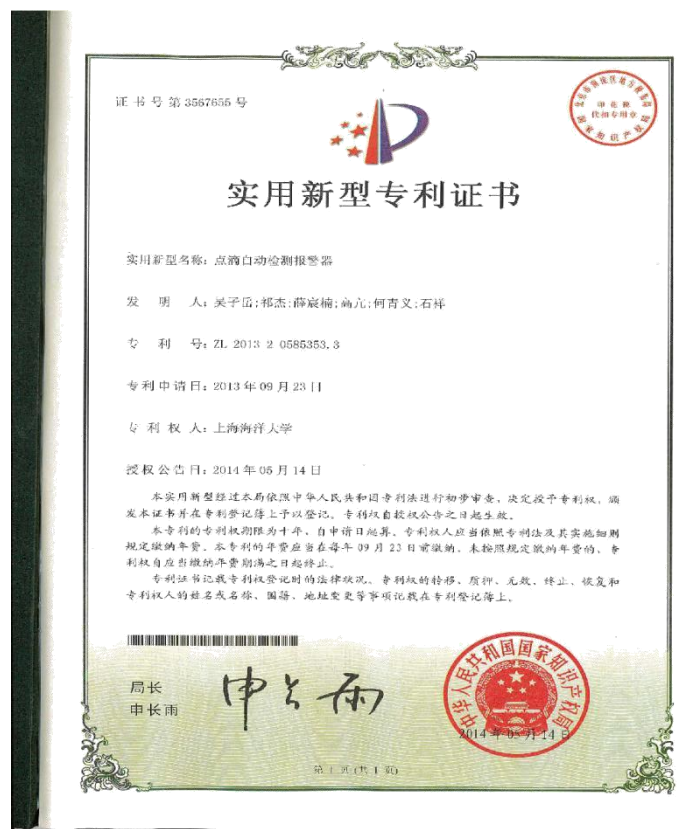 证书号第3567655号
印花税
代扣专用章
实用新型专利证书
实用新型名称：点滴自动检测报警器
发 明 人：吴子岳;祁杰;薛宸楠;高亢;何青义;石祥
专 利 号：ZL 2013 2 0585353.3
专利申请日：2013年09月23日
专 利 权 人：上海海洋大学
授权公告日：2014年05月14日
本实用新型经过本局依照中华人民共和国专利法进行初步审查，决定授予专利权，颁
发本证书并在专利登记簿上予以登记。专利权自授权公告之日起生效。
本专利的专利权期限为十年，自申请日起算。专利权人应当依照专利法及其实施细则
规定缴纳年费。本专利的年费应当在每年09月23日前缴纳。未按照规定缴纳年费的，专
利权自应当缴纳年费期满之日起终止。
专利证书记载专利权登记时的法律状况。专利权的转移、质押、无效、终止、恢复和
专利权人的姓名或名称、国籍、地址变更等事项记载在专利登记簿上。
局长
申长雨
申长雨
中华人民共和国国家知识产权局
2014年05月14日
第1页(共1页)